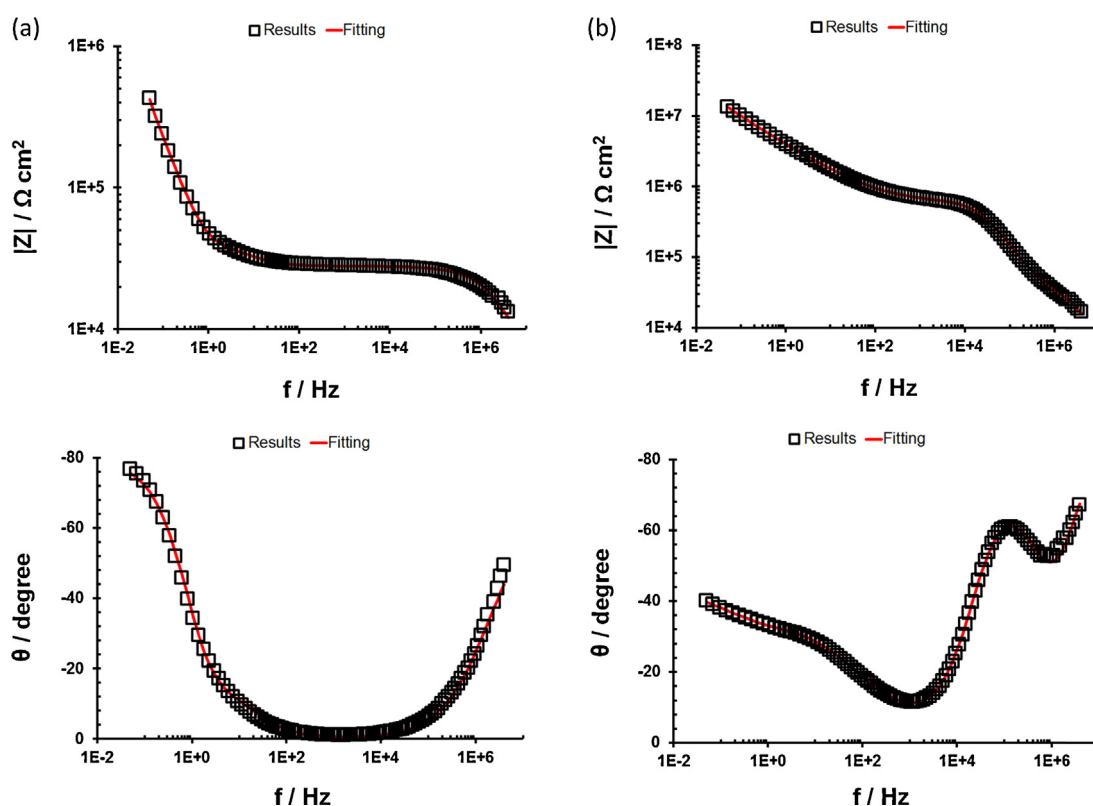 (a)
Results Fitting
1E+6
1E+5
1E+4
|Z| / Ω cm²
1E-2 1E+0 1E+2 1E+4 1E+6
f / Hz
(b)
Results Fitting
1E+8
1E+7
1E+6
1E+5
1E+4
|Z| / Ω cm²
1E-2 1E+0 1E+2 1E+4 1E+6
f / Hz
Results Fitting
-80
-60
-40
-20
0
θ / degree
1E-2 1E+0 1E+2 1E+4 1E+6
f / Hz
Results Fitting
-80
-60
-40
-20
0
θ / degree
1E-2 1E+0 1E+2 1E+4 1E+6
f / Hz